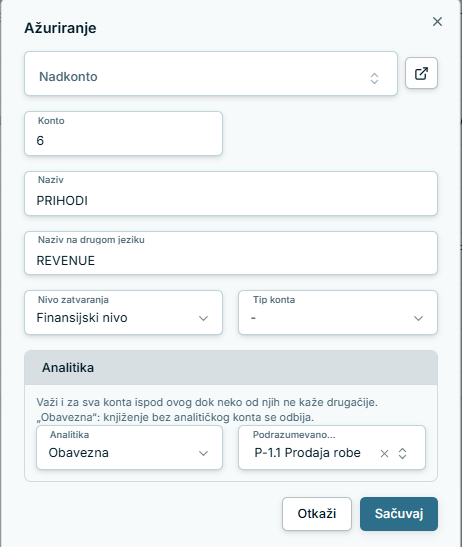 Ažuriranje
Nadkonto
Konto
6
Naziv
PRIHODI
Naziv na drugom jeziku
REVENUE
Nivo zatvaranja
Finansijski nivo
Tip konta
-
Analitika
Važi i za sva konta ispod ovog dok neko od njih ne kaže drugačije.
„Obavezna“: knjiženje bez analitičkog konta se odbija.
Analitika
Obavezna
Podrazumevano...
P-1.1 Prodaja robe
Otkaži
Sačuvaj